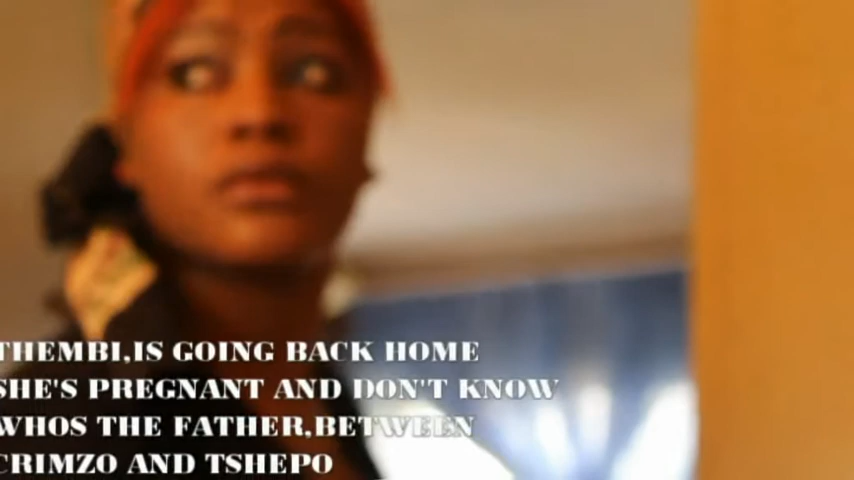 THEMBI,IS GOING BACK HOME
SHE'S PREGNANT AND DON'T KNOW
WHOS THE FATHER,BETWEEN
CRIMZO AND TSHEPO